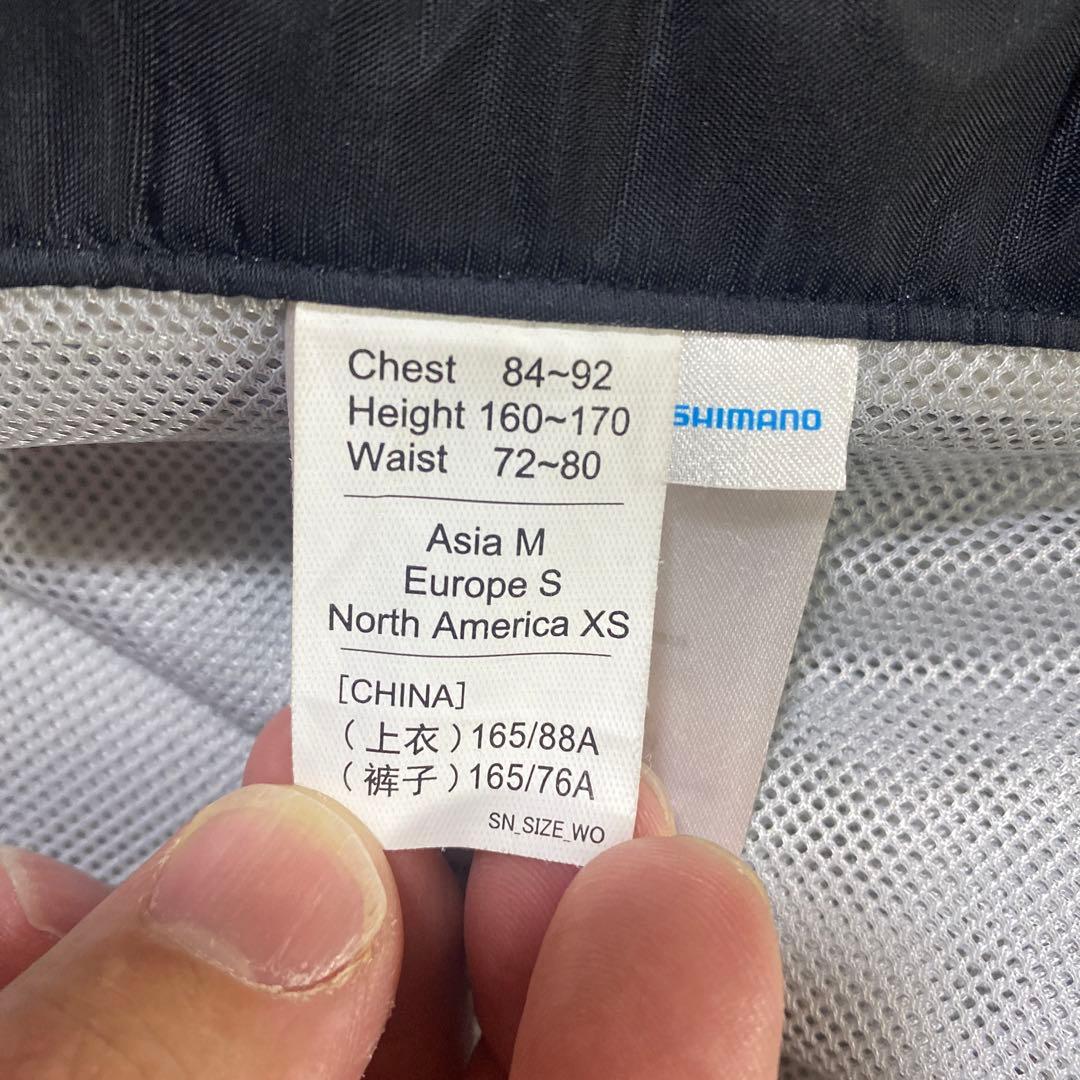 Chest 84~92
Height 160~170
Waist 72~80
SHIMANO
Asia M
Europe S
North America XS
[CHINA]
(上衣)165/88A
(裤子)165/76A
SN_SIZE_WO